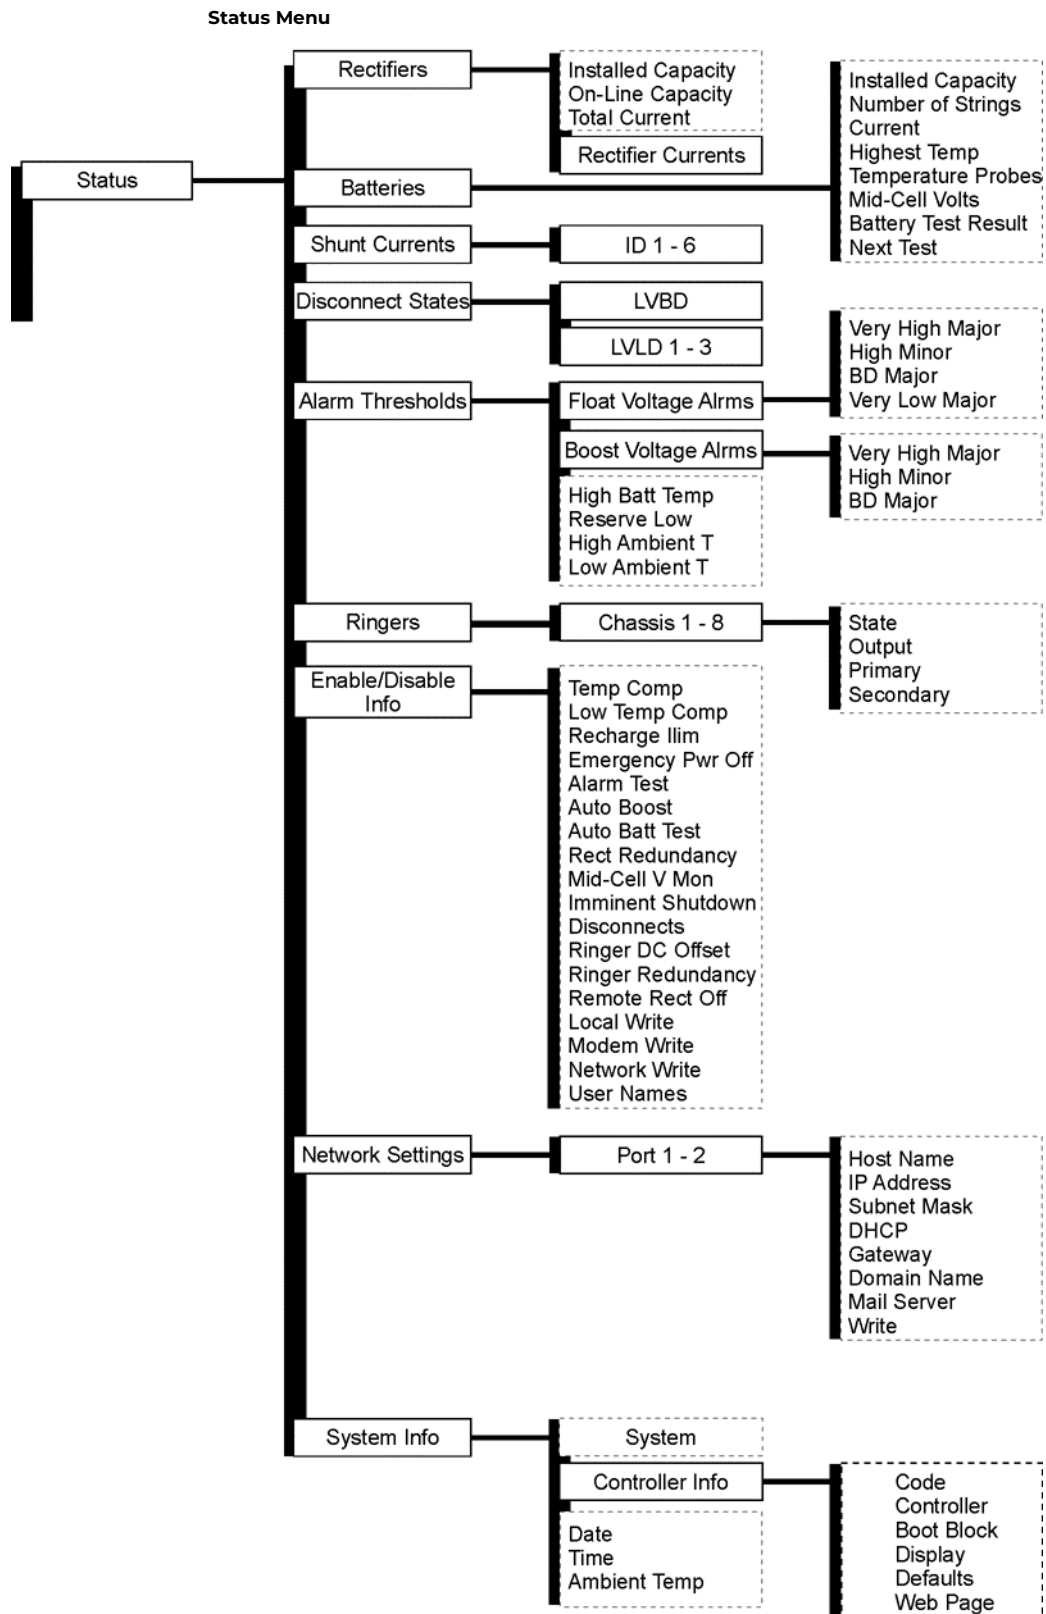 Status Menu
Status
Rectifiers
Installed Capacity
On-Line Capacity
Total Current
Rectifier Currents
Batteries
Installed Capacity
Number of Strings
Current
Highest Temp
Temperature Probes
Mid-Cell Volts
Battery Test Result
Next Test
Shunt Currents
ID 1 - 6
Disconnect States
LVBD
LVLD 1 - 3
Alarm Thresholds
Float Voltage Alrms
Very High Major
High Minor
BD Major
Very Low Major
Boost Voltage Alrms
Very High Major
High Minor
BD Major
High Batt Temp
Reserve Low
High Ambient T
Low Ambient T
Ringers
Chassis 1 - 8
State
Output
Primary
Secondary
Enable/Disable
Info
Temp Comp
Low Temp Comp
Recharge Ilim
Emergency Pwr Off
Alarm Test
Auto Boost
Auto Batt Test
Rect Redundancy
Mid-Cell V Mon
Imminent Shutdown
Disconnects
Ringer DC Offset
Ringer Redundancy
Remote Rect Off
Local Write
Modem Write
Network Write
User Names
Network Settings
Port 1 - 2
Host Name
IP Address
Subnet Mask
DHCP
Gateway
Domain Name
Mail Server
Write
System Info
System
Controller Info
Code
Controller
Boot Block
Display
Defaults
Web Page
Date
Time
Ambient Temp